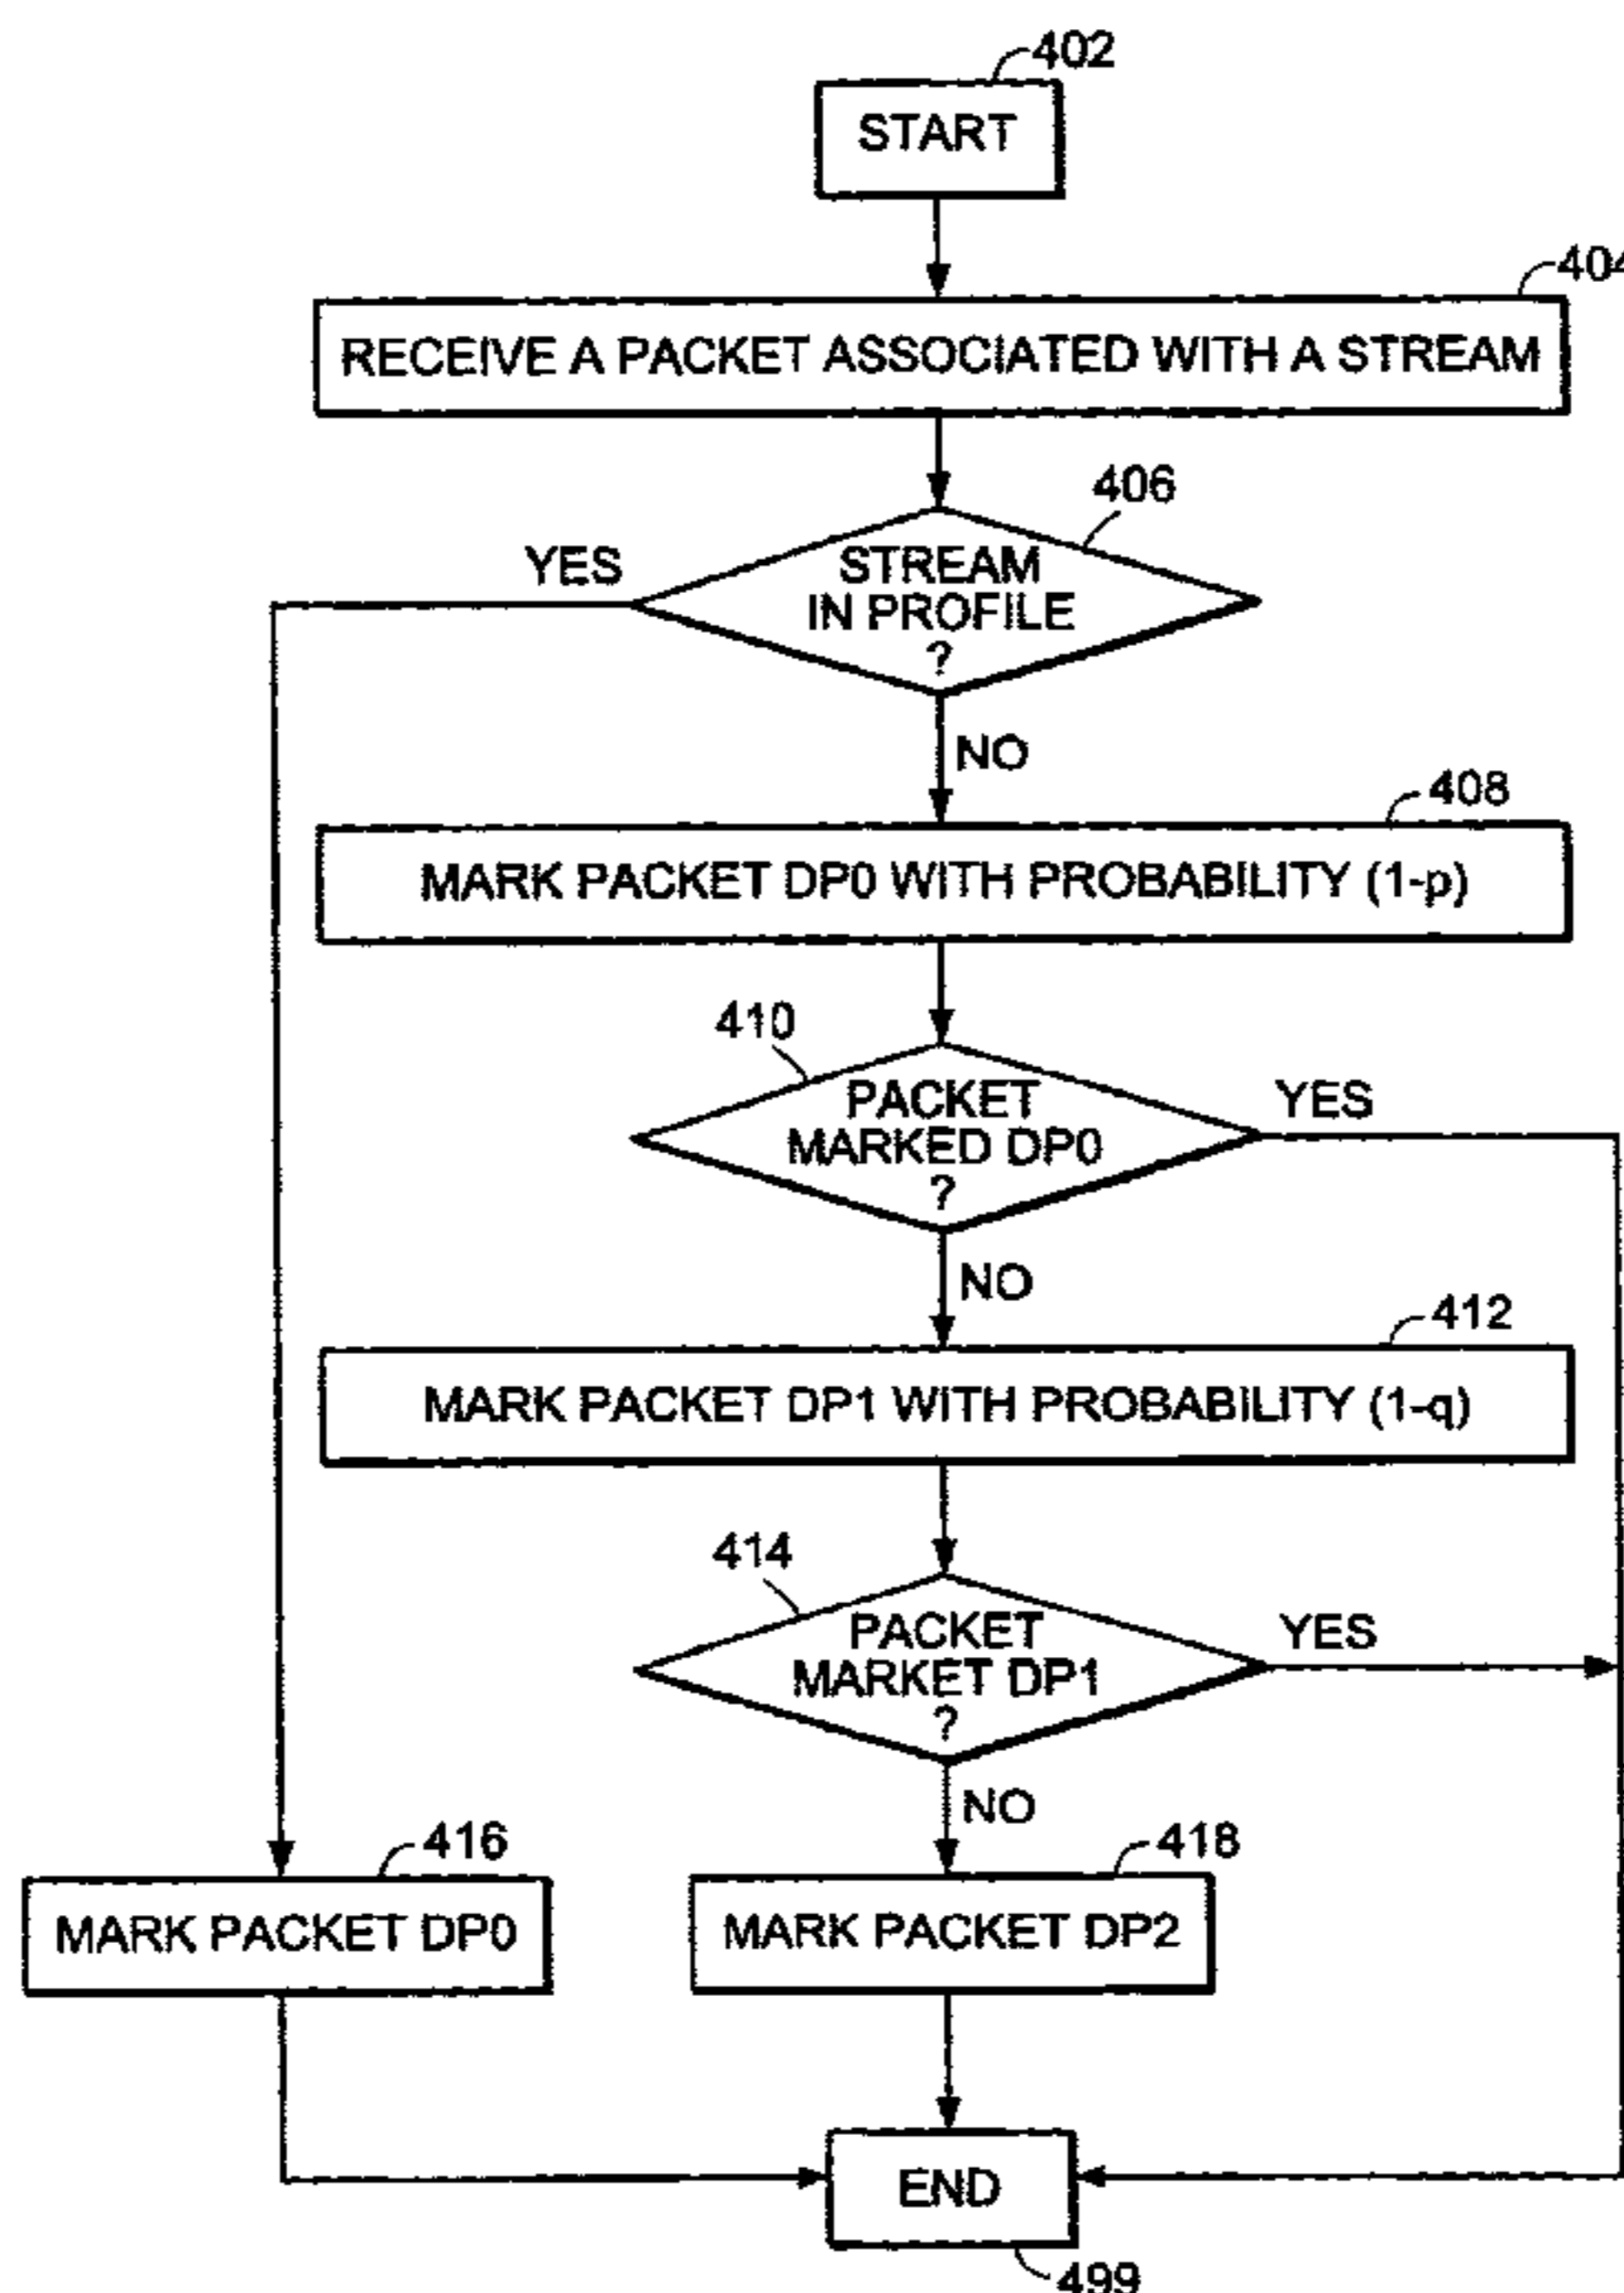 402
START
404
RECEIVE A PACKET ASSOCIATED WITH A STREAM
406
YES
STREAM
IN PROFILE
?
NO
408
MARK PACKET DP0 WITH PROBABILITY (1-p)
410
PACKET
MARKED DP0
?
YES
NO
412
MARK PACKET DP1 WITH PROBABILITY (1-q)
414
PACKET
MARKET DP1
?
YES
NO
416
MARK PACKET DP0
418
MARK PACKET DP2
END
499